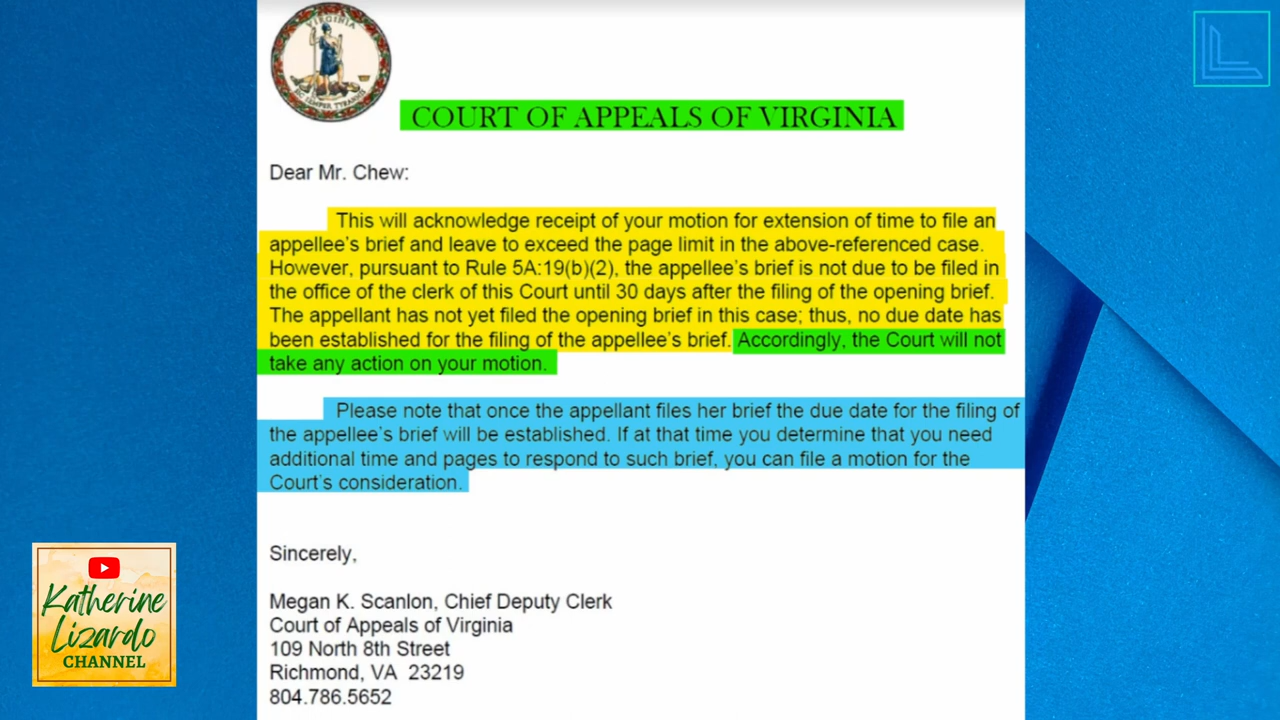 VIRGINIA
SIC SEMPER TYRANNIS
COURT OF APPEALS OF VIRGINIA
Dear Mr. Chew:
This will acknowledge receipt of your motion for extension of time to file an
appellee's brief and leave to exceed the page limit in the above-referenced case.
However, pursuant to Rule 5A:19(b)(2), the appellee's brief is not due to be filed in
the office of the clerk of this Court until 30 days after the filing of the opening brief.
The appellant has not yet filed the opening brief in this case; thus, no due date has
been established for the filing of the appellee's brief. Accordingly, the Court will not
take any action on your motion.
Please note that once the appellant files her brief the due date for the filing of
the appellee's brief will be established. If at that time you determine that you need
additional time and pages to respond to such brief, you can file a motion for the
Court's consideration.
Sincerely,
Megan K. Scanlon, Chief Deputy Clerk
Court of Appeals of Virginia
109 North 8th Street
Richmond, VA 23219
804.786.5652
Katherine
Lizardo
CHANNEL